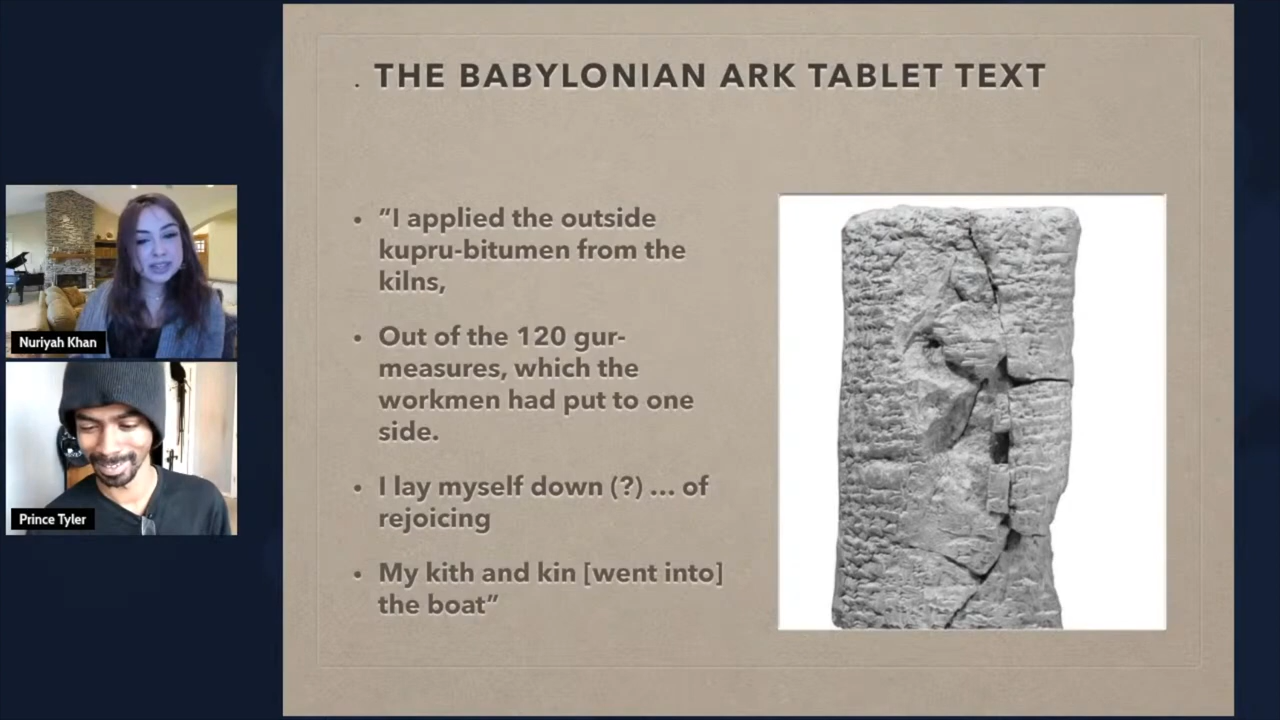 . THE BABYLONIAN ARK TABLET TEXT
• "I applied the outside
kupru-bitumen from the
kilns,
• Out of the 120 gur-
measures, which the
workmen had put to one
side.
• I lay myself down (?) ... of
rejoicing
• My kith and kin [went into]
the boat"
Nuriyah Khan
Prince Tyler